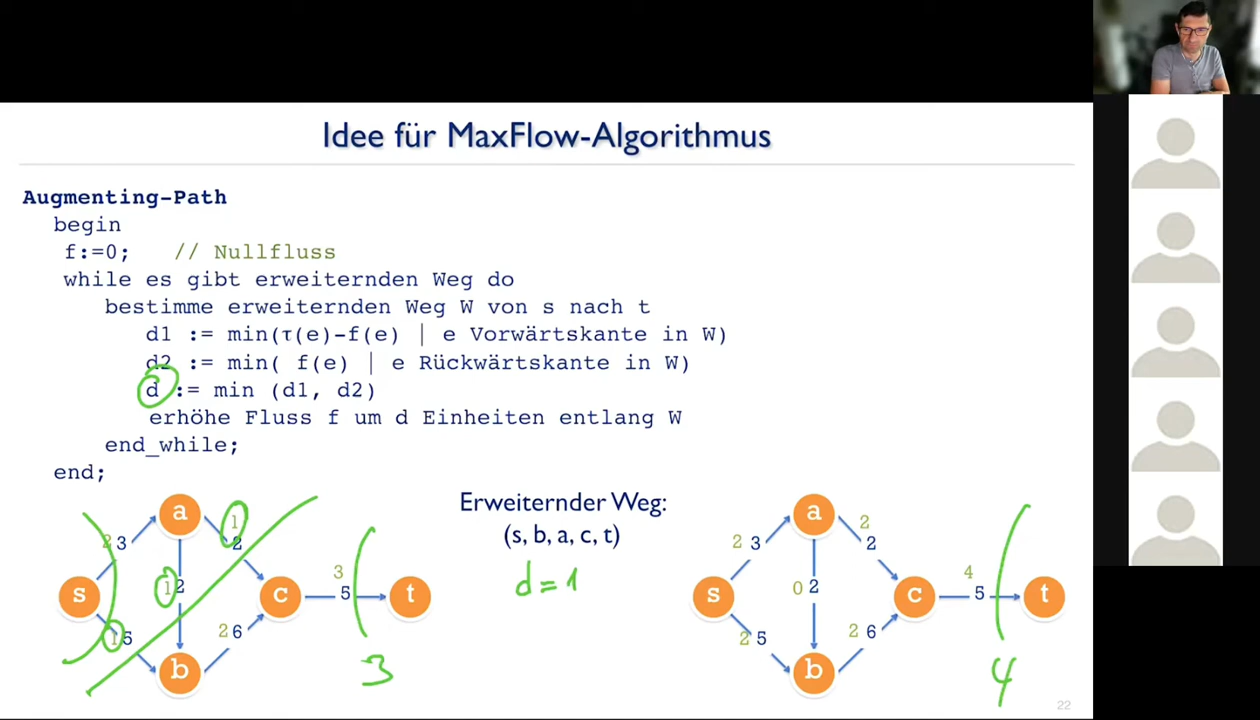 Idee für MaxFlow-Algorithmus
Augmenting-Path
begin
f:=0; // Nullfluss
while es gibt erweiternden Weg do
bestimme erweiternden Weg W von s nach t
d1 := min(τ(e)-f(e) | e Vorwärtskante in W)
d2 := min( f(e) | e Rückwärtskante in W)
d := min (d1, d2)
erhöhe Fluss f um d Einheiten entlang W
end_while;
end;
a
1
2 3
2
1 2
s
c
3
5
t
1 5
2 6
b
3
Erweiternder Weg:
(s, b, a, c, t)
d = 1
a
2
2 3
2
0 2
s
c
4
5
t
2 5
2 6
b
4
22